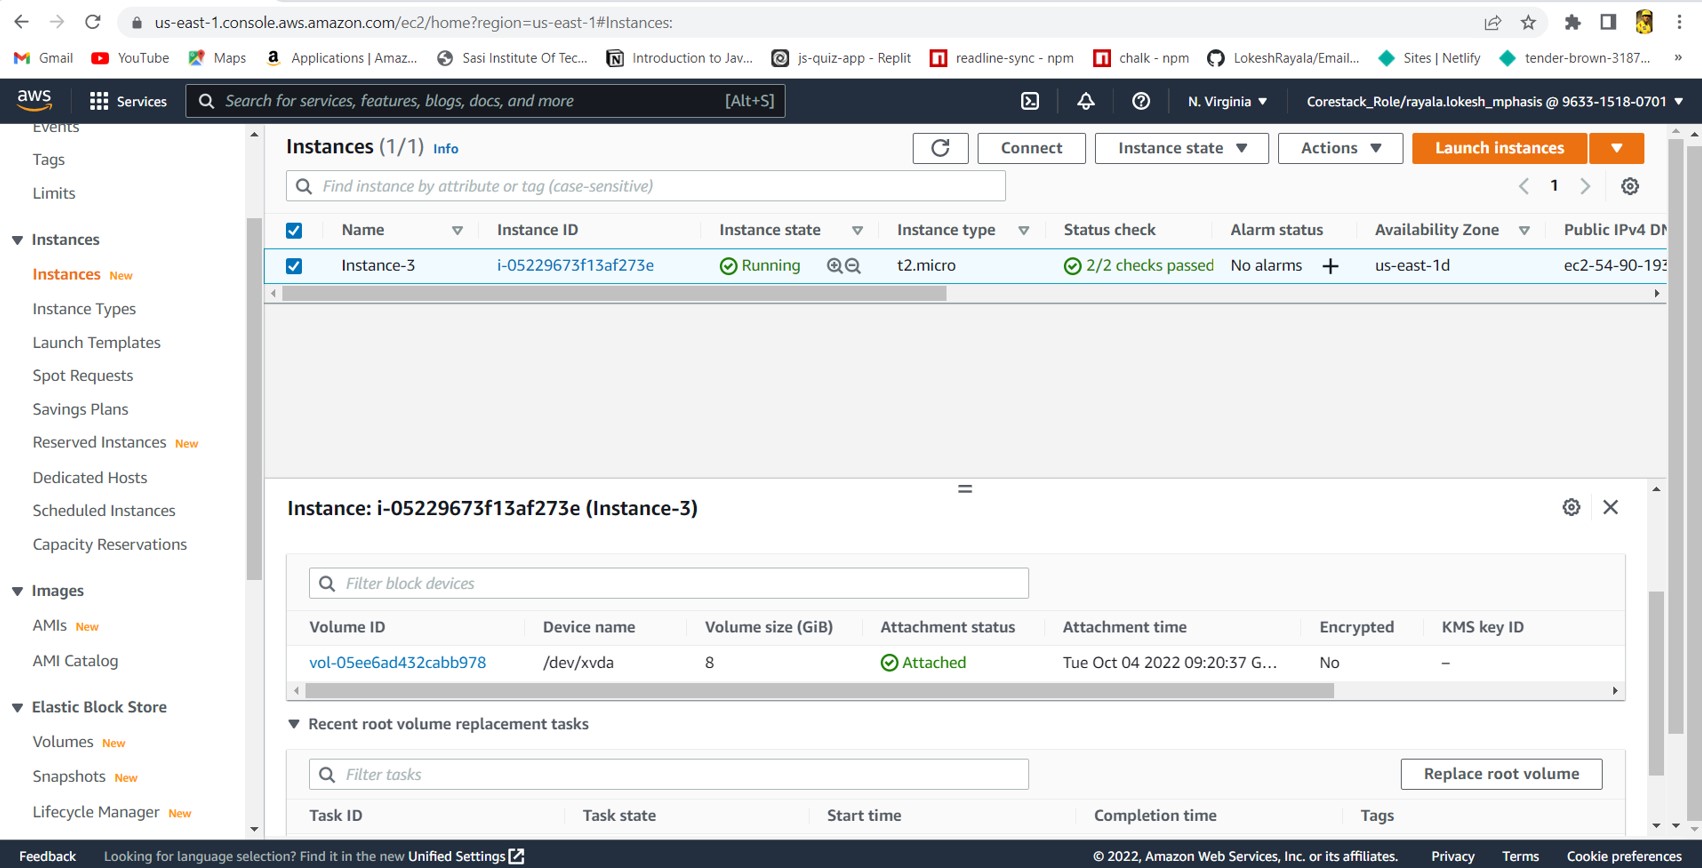 us-east-1.console.aws.amazon.com/ec2/home?region=us-east-1#Instances:
Gmail YouTube Maps Applications | Amaz... Sasi Institute Of Tec... Introduction to Jav... js-quiz-app - Replit readline-sync - npm chalk - npm LokeshRayala/Email... Sites | Netlify tender-brown-3187... »
aws Services Search for services, features, blogs, docs, and more [Alt+S] N. Virginia Corestack_Role/rayala.lokesh_mphasis @ 9633-1518-0701
Events
Tags
Limits
Instances
Instances New
Instance Types
Launch Templates
Spot Requests
Savings Plans
Reserved Instances New
Dedicated Hosts
Scheduled Instances
Capacity Reservations
Images
AMIs New
AMI Catalog
Elastic Block Store
Volumes New
Snapshots New
Lifecycle Manager New
Instances (1/1) Info Connect Instance state Actions Launch instances
Find instance by attribute or tag (case-sensitive) 1
Name Instance ID Instance state Instance type Status check Alarm status Availability Zone Public IPv4 DN
Instance-3 i-05229673f13af273e Running t2.micro 2/2 checks passed No alarms + us-east-1d ec2-54-90-193
Instance: i-05229673f13af273e (Instance-3)
Filter block devices
Volume ID Device name Volume size (GiB) Attachment status Attachment time Encrypted KMS key ID
vol-05ee6ad432cabb978 /dev/xvda 8 Attached Tue Oct 04 2022 09:20:37 G... No –
Recent root volume replacement tasks
Filter tasks Replace root volume
Task ID Task state Start time Completion time Tags
Feedback Looking for language selection? Find it in the new Unified Settings © 2022, Amazon Web Services, Inc. or its affiliates. Privacy Terms Cookie preferences